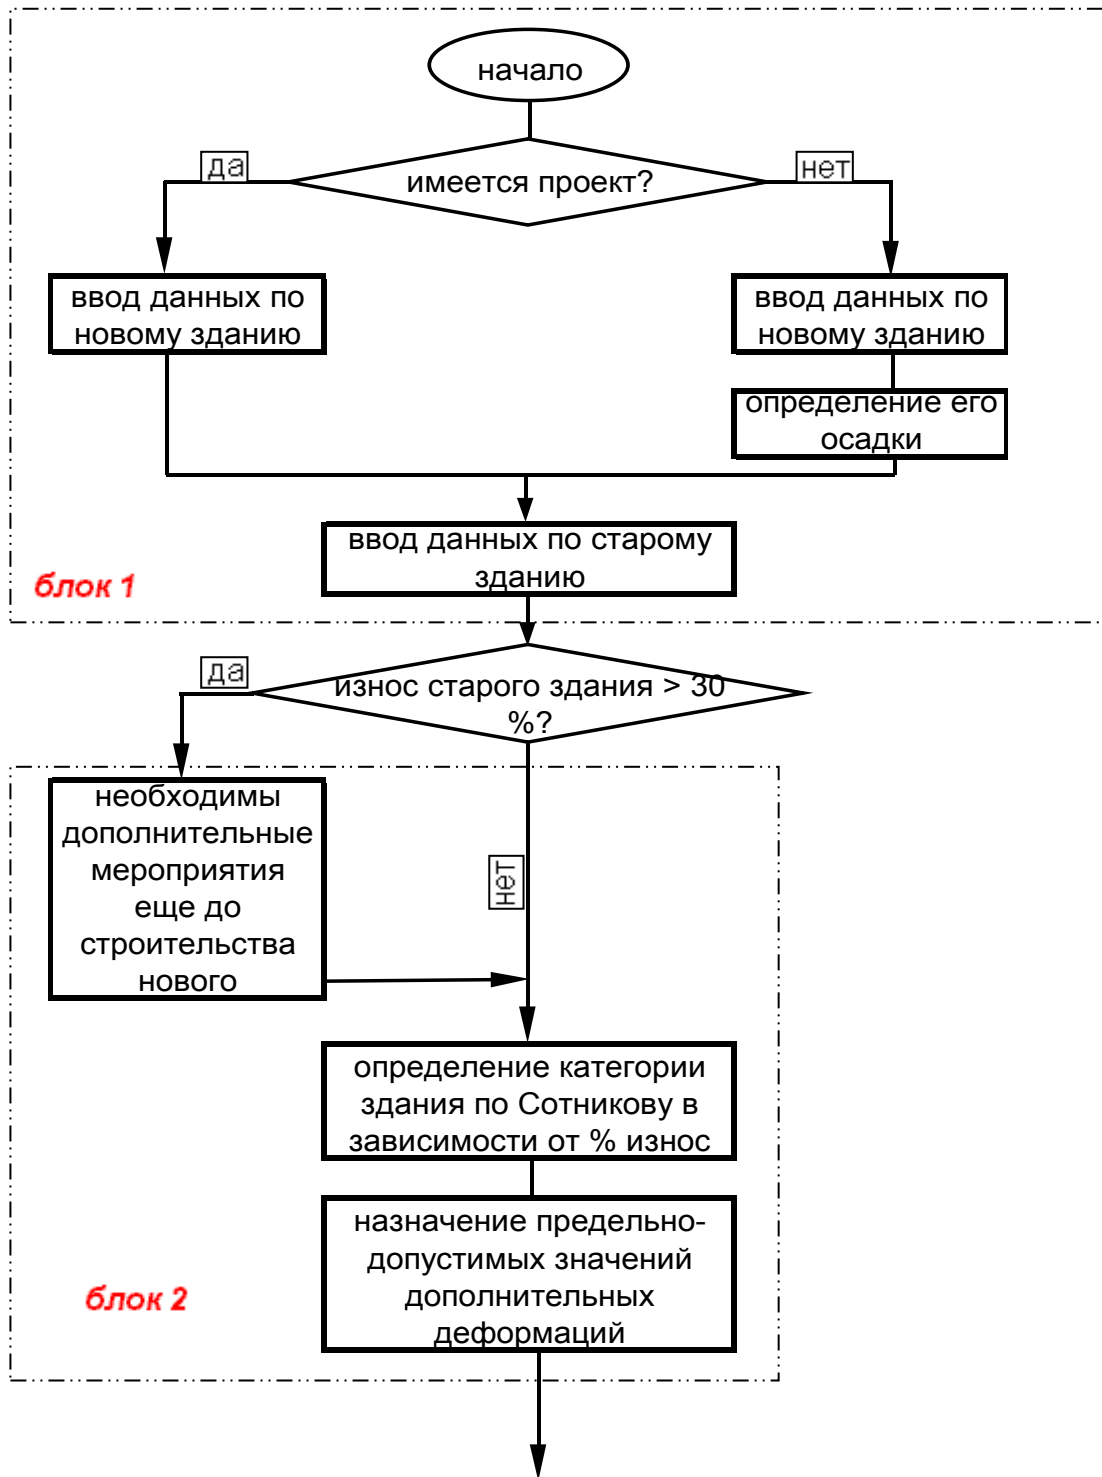 начало
да
нет
имеется проект?
ввод данных по
новому зданию
ввод данных по
новому зданию
определение его
осадки
ввод данных по старому
зданию
блок 1
да
износ старого здания > 30
%?
необходимы
дополнительные
мероприятия
еще до
строительства
нового
нет
определение категории
здания по Сотникову в
зависимости от % износ
назначение предельно-
допустимых значений
дополнительных
деформаций
блок 2